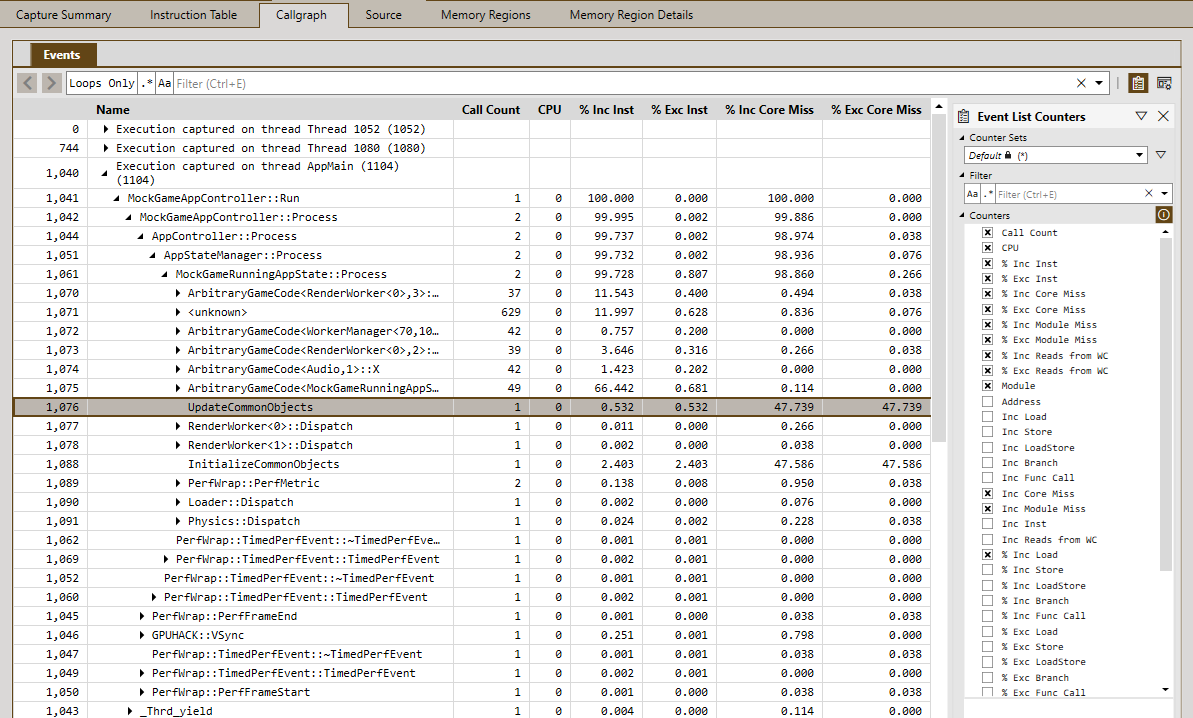 Capture Summary Instruction Table Callgraph Source Memory Regions Memory Region Details
Events
Loops Only .* Aa Filter (Ctrl+E)
Name Call Count CPU % Inc Inst % Exc Inst % Inc Core Miss % Exc Core Miss
0 Execution captured on thread Thread 1052 (1052)
744 Execution captured on thread Thread 1080 (1080)
1,040 Execution captured on thread AppMain (1104)
(1104)
1,041 MockGameAppController::Run 1 0 100.000 0.000 100.000 0.000
1,042 MockGameAppController::Process 2 0 99.995 0.002 99.886 0.000
1,044 AppController::Process 2 0 99.737 0.002 98.974 0.038
1,051 AppStateManager::Process 2 0 99.732 0.002 98.936 0.076
1,061 MockGameRunningAppState::Process 2 0 99.728 0.807 98.860 0.266
1,070 ArbitraryGameCode<RenderWorker<0>,3>:… 37 0 11.543 0.400 0.494 0.038
1,071 <unknown> 629 0 11.997 0.628 0.836 0.076
1,072 ArbitraryGameCode<WorkerManager<70,10… 42 0 0.757 0.200 0.000 0.000
1,073 ArbitraryGameCode<RenderWorker<0>,2>:… 39 0 3.646 0.316 0.266 0.038
1,074 ArbitraryGameCode<Audio,1>::X 42 0 1.423 0.202 0.000 0.000
1,075 ArbitraryGameCode<MockGameRunningAppS… 49 0 66.442 0.681 0.114 0.000
1,076 UpdateCommonObjects 1 0 0.532 0.532 47.739 47.739
1,077 RenderWorker<0>::Dispatch 1 0 0.011 0.000 0.266 0.000
1,078 RenderWorker<1>::Dispatch 1 0 0.002 0.000 0.038 0.000
1,088 InitializeCommonObjects 1 0 2.403 2.403 47.586 47.586
1,089 PerfWrap::PerfMetric 2 0 0.138 0.008 0.950 0.038
1,090 Loader::Dispatch 1 0 0.002 0.000 0.076 0.000
1,091 Physics::Dispatch 1 0 0.024 0.002 0.228 0.038
1,062 PerfWrap::TimedPerfEvent::~TimedPerfEve… 1 0 0.001 0.001 0.000 0.000
1,069 PerfWrap::TimedPerfEvent::TimedPerfEvent 1 0 0.002 0.001 0.000 0.000
1,052 PerfWrap::TimedPerfEvent::~TimedPerfEvent 1 0 0.001 0.001 0.000 0.000
1,060 PerfWrap::TimedPerfEvent::TimedPerfEvent 1 0 0.002 0.001 0.000 0.000
1,045 PerfWrap::PerfFrameEnd 1 0 0.001 0.000 0.038 0.038
1,046 GPUHACK::VSync 1 0 0.251 0.001 0.798 0.000
1,047 PerfWrap::TimedPerfEvent::~TimedPerfEvent 1 0 0.001 0.001 0.038 0.038
1,049 PerfWrap::TimedPerfEvent::TimedPerfEvent 1 0 0.002 0.001 0.000 0.000
1,050 PerfWrap::PerfFrameStart 1 0 0.001 0.000 0.038 0.038
1,043 _Thrd_yield 1 0 0.004 0.000 0.114 0.000
Event List Counters
Counter Sets
Default (*)
Filter
Aa .* Filter (Ctrl+E)
Counters
Call Count
CPU
% Inc Inst
% Exc Inst
% Inc Core Miss
% Exc Core Miss
% Inc Module Miss
% Exc Module Miss
% Inc Reads from WC
% Exc Reads from WC
Module
Address
Inc Load
Inc Store
Inc LoadStore
Inc Branch
Inc Func Call
Inc Core Miss
Inc Module Miss
Inc Inst
Inc Reads from WC
% Inc Load
% Inc Store
% Inc LoadStore
% Inc Branch
% Inc Func Call
% Exc Load
% Exc Store
% Exc LoadStore
% Exc Branch
% Exc Func Call